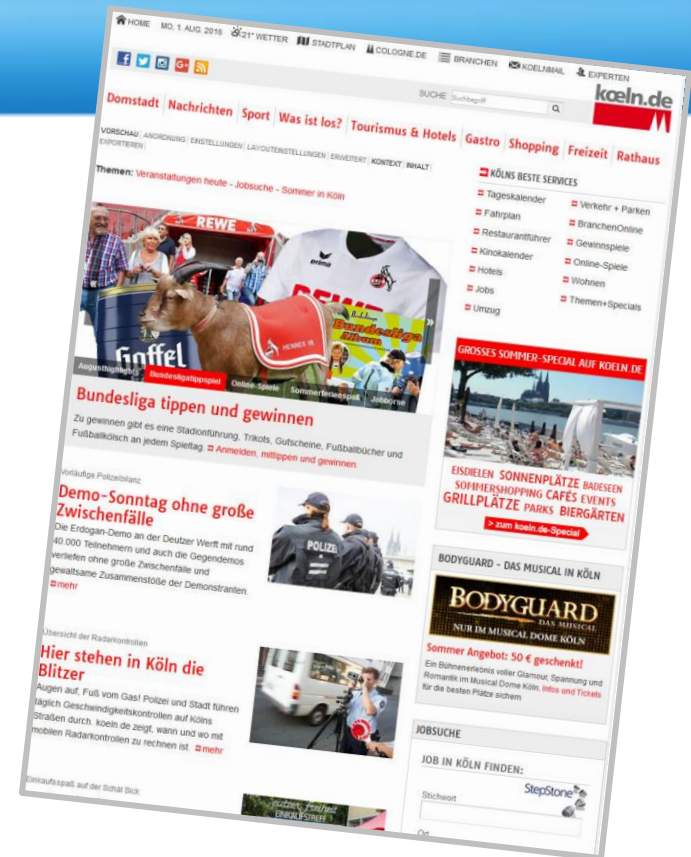 HOME MO, 1. AUG. 2016 21° WETTER STADTPLAN COLOGNE.DE BRANCHEN KOELNMAIL EXPERTEN
SUCHE Suchbegriff
kœln.de
Domstadt Nachrichten Sport Was ist los? Tourismus & Hotels Gastro Shopping Freizeit Rathaus
VORSCHAU ANORDNUNG EINSTELLUNGEN LAYOUTEINSTELLUNGEN ERWEITERT KONTEXT INHALT
EXPORTIEREN
Themen: Veranstaltungen heute - Jobsuche - Sommer in Köln
REWE
erima
REWE
Gaffel
HENNES
Bundesliga
Album
Augusthighlights Bundesligatippspiel Online-Spiele Sommerferienspaß Jobbörse
Bundesliga tippen und gewinnen
Zu gewinnen gibt es eine Stadionführung, Trikots, Gutscheine, Fußballbücher und
Fußballkölsch an jedem Spieltag. Anmelden, mittippen und gewinnen.
Vorläufige Polizeibilanz
Demo-Sonntag ohne große
Zwischenfälle
Die Erdogan-Demo an der Deutzer Werft mit rund
40.000 Teilnehmern und auch die Gegendemos
verliefen ohne große Zwischenfälle und
gewaltsame Zusammenstöße der Demonstranten.
mehr
POLIZEI
Übersicht der Radarkontrollen
Hier stehen in Köln die
Blitzer
Augen auf, Fuß vom Gas! Polizei und Stadt führen
täglich Geschwindigkeitskontrollen auf Kölns
Straßen durch. koeln.de zeigt, wann und wo mit
mobilen Radarkontrollen zu rechnen ist. mehr
Einkaufsspaß auf der Schäl Sick
EINKAUFSTREFF
KÖLNS BESTE SERVICES
Tageskalender
Fahrplan
Restaurantführer
Kinokalender
Hotels
Jobs
Umzug
Verkehr + Parken
BranchenOnline
Gewinnspiele
Online-Spiele
Wohnen
Themen+Specials
GROSSES SOMMER-SPECIAL AUF KOELN.DE
EISDIELEN SONNENPLÄTZE BADESEEN
SOMMERSHOPPING CAFÉS EVENTS
GRILLPLÄTZE PARKS BIERGÄRTEN
> zum koeln.de-Special
BODYGUARD - DAS MUSICAL IN KÖLN
BODYGUARD
DAS MUSICAL
NUR IM MUSICAL DOME KÖLN
Sommer Angebot: 50 € geschenkt!
Ein Bühnenerlebnis voller Glamour, Spannung und
Romantik im Musical Dome Köln. Infos und Tickets
für die besten Plätze sichern
JOBSUCHE
JOB IN KÖLN FINDEN:
StepStone
Stichwort
Ort